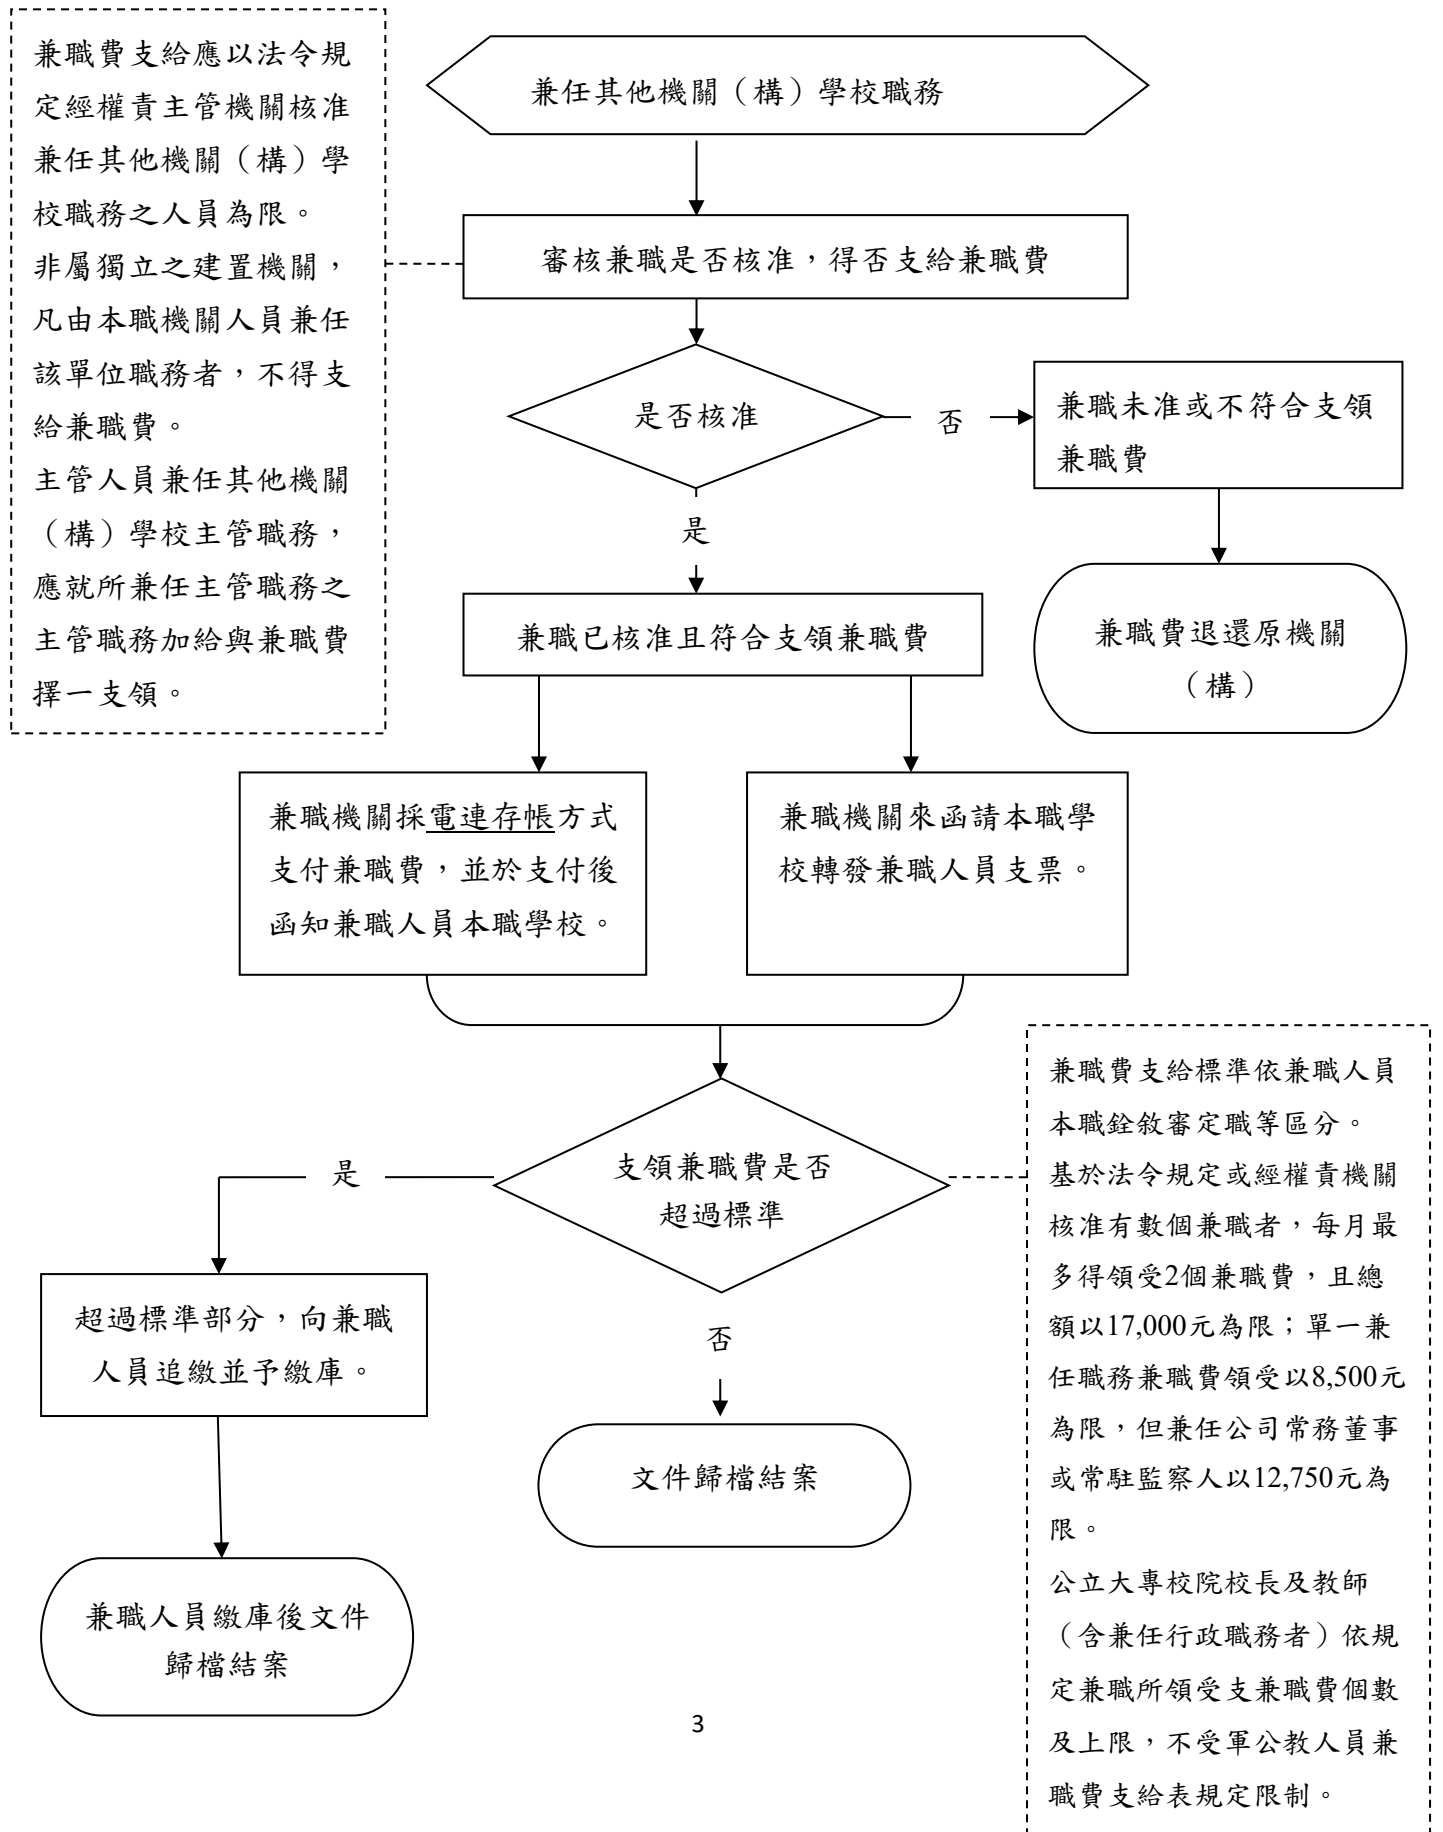 兼職費支給應以法令規
定經權責主管機關核准
兼任其他機關（構）學
校職務之人員為限。
非屬獨立之建置機關，
凡由本職機關人員兼任
該單位職務者，不得支
給兼職費。
主管人員兼任其他機關
（構）學校主管職務，
應就所兼任主管職務之
主管職務加給與兼職費
擇一支領。
兼任其他機關（構）學校職務
審核兼職是否核准，得否支給兼職費
是否核准
否
兼職未准或不符合支領
兼職費
是
兼職費退還原機關
（構）
兼職已核准且符合支領兼職費
兼職機關採電連存帳方式
支付兼職費，並於支付後
函知兼職人員本職學校。
兼職機關來函請本職學
校轉發兼職人員支票。
支領兼職費是否
超過標準
是
超過標準部分，向兼職
人員追繳並予繳庫。
否
文件歸檔結案
兼職人員繳庫後文件
歸檔結案
兼職費支給標準依兼職人員
本職銓敘審定職等區分。
基於法令規定或經權責機關
核准有數個兼職者，每月最
多得領受2個兼職費，且總
額以17,000元為限；單一兼
任職務兼職費領受以8,500元
為限，但兼任公司常務董事
或常駐監察人以12,750元為
限。
公立大專校院校長及教師
（含兼任行政職務者）依規
定兼職所領受支兼職費個數
及上限，不受軍公教人員兼
職費支給表規定限制。
3